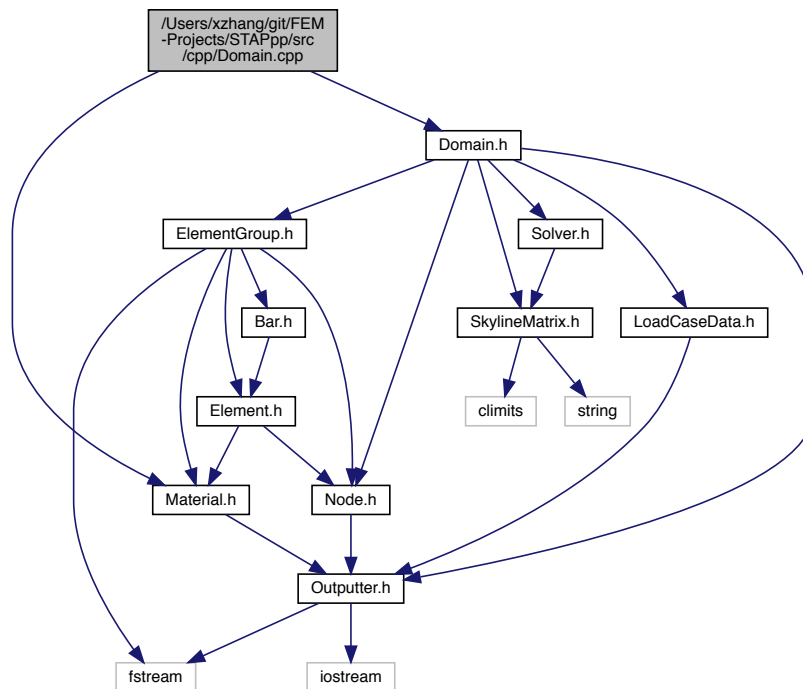 /Users/xzhang/git/FEM
-Projects/STAPpp/src
/cpp/Domain.cpp
Domain.h
ElementGroup.h
Solver.h
Bar.h
SkylineMatrix.h
LoadCaseData.h
Element.h
climits
string
Material.h
Node.h
Outputter.h
fstream
iostream